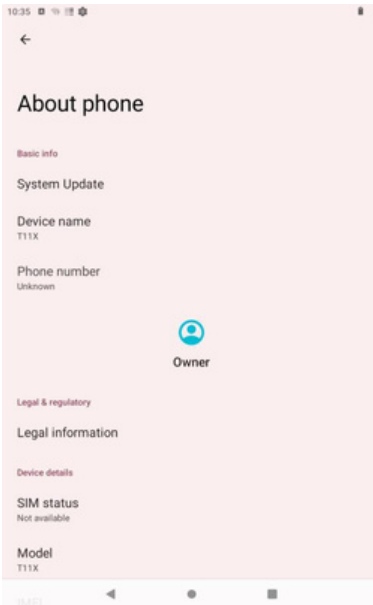 10:35
About phone
Basic info
System Update
Device name
T11X
Phone number
Unknown
Owner
Legal & regulatory
Legal information
Device details
SIM status
Not available
Model
T11X